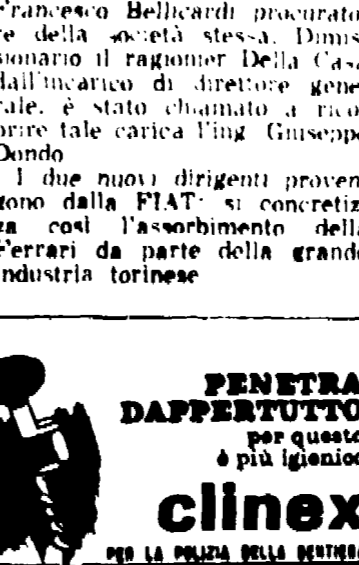 Francesco Bellicardi procurato
re della società stessa. Dimis
sionario il ragionier Della Casa
dall'incarico di direttore gene
rale, è stato chiamato a rico
prire tale carica l'ing. Giuseppe
Dondo
I due nuovi dirigenti proven
gono dalla FIAT: si concretiz
za così l'assorbimento della
Ferrari da parte della grande
industria torinese
PENETRA
DAPPERTUTTO
per questo
è più igienico
clinex
PER LA PULIZIA DELLA DENTIERA